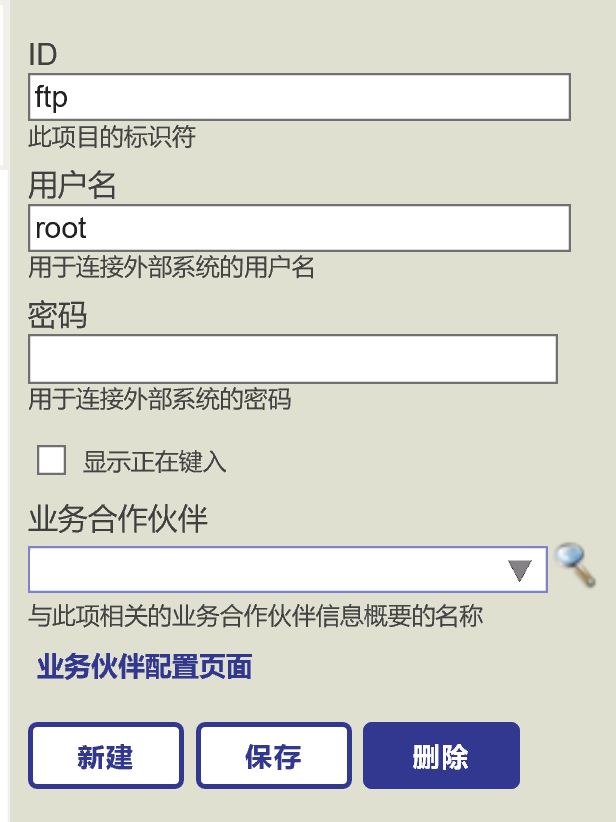 ID
ftp
此项目的标识符
用户名
root
用于连接外部系统的用户名
密码
用于连接外部系统的密码
显示正在键入
业务合作伙伴
与此项相关的业务合作伙伴信息概要的名称
业务伙伴配置页面
新建 保存 删除